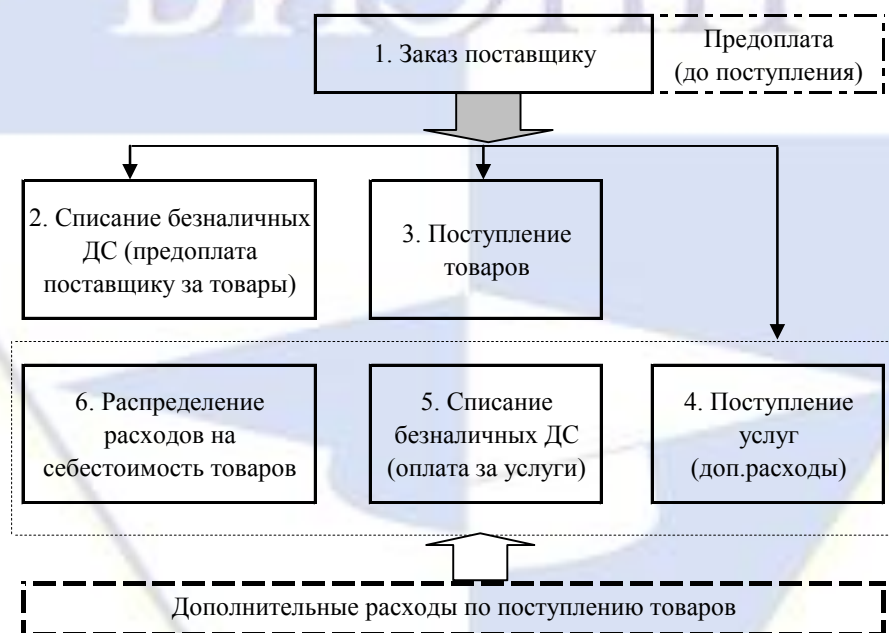 1. Заказ поставщику
Предоплата
(до поступления)
2. Списание безналичных
ДС (предоплата
поставщику за товары)
3. Поступление
товаров
6. Распределение
расходов на
себестоимость товаров
5. Списание
безналичных ДС
(оплата за услуги)
4. Поступление
услуг
(доп.расходы)
Дополнительные расходы по поступлению товаров